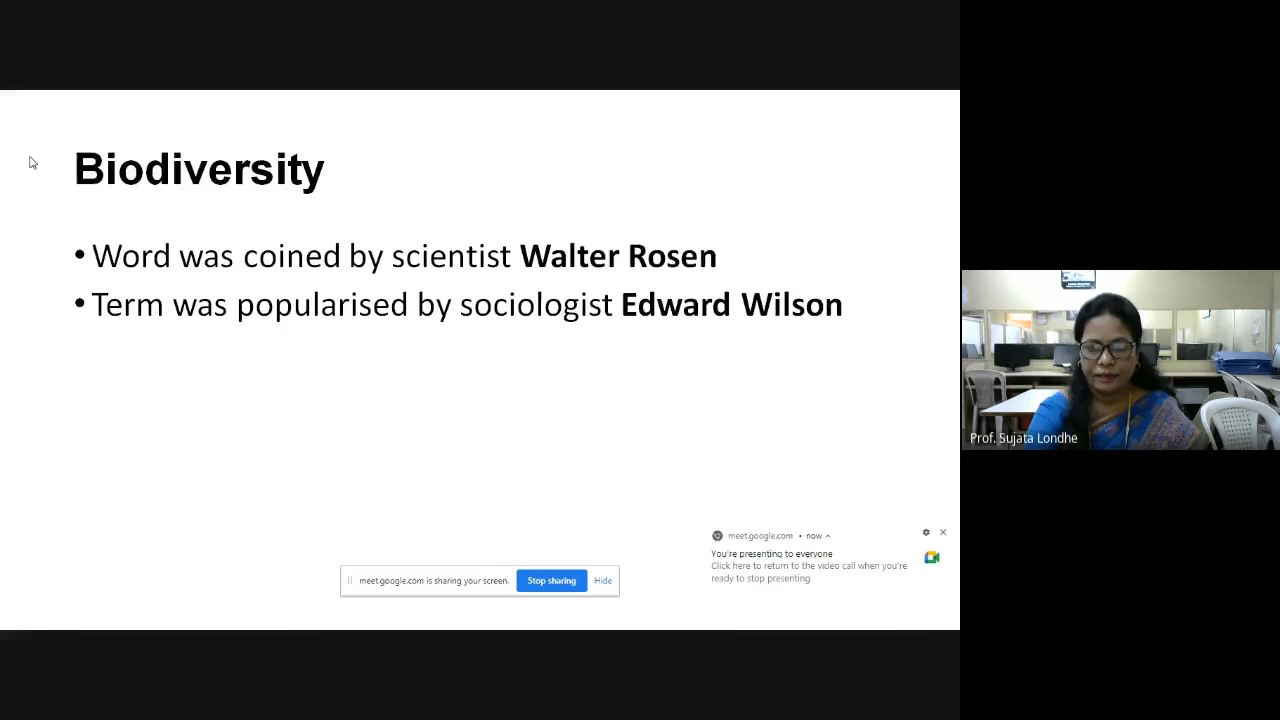 Biodiversity
• Word was coined by scientist Walter Rosen
• Term was popularised by sociologist Edward Wilson
Prof. Sujata Londhe
meet.google.com • now
You're presenting to everyone
Click here to return to the video call when you're
ready to stop presenting
meet.google.com is sharing your screen. Stop sharing Hide